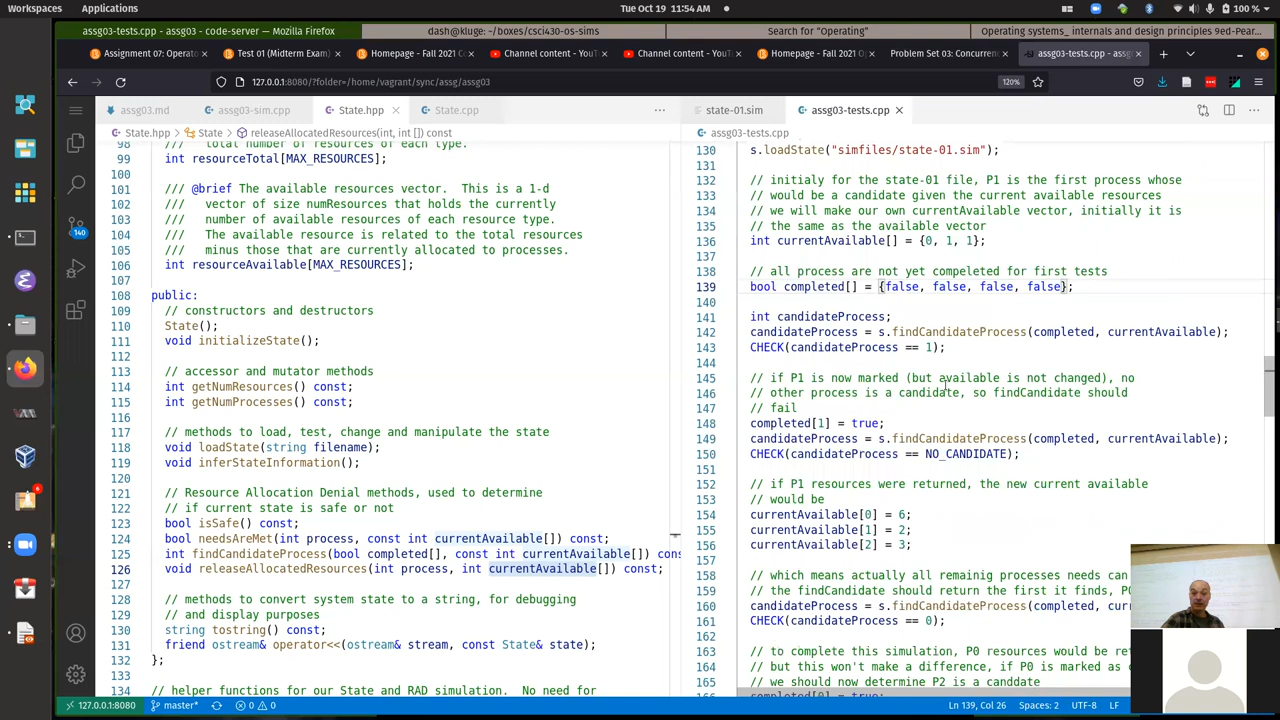 Workspaces
Tue Oct 19 11:54 AM
100 %
assg03-tests.cpp - assg03 - code-server — Mozilla Firefox
dash@kluge: ~/boxes/csci430-os-sims
Search for "Operating"
Operating systems_ internals and design principles 9ed-Pear...
Assignment 07: Operat
Test 01 (Midterm Exam)
Homepage - Fall 2021 C
Channel content - You
Channel content - You
Homepage - Fall 2021 O
Problem Set 03: Concurrenc
assg03-tests.cpp - assg
127.0.0.1:8080/?folder=/home/vagrant/sync/assg/assg03
120%
assg03.md
assg03-sim.cpp
State.hpp
State.cpp
State.hpp > State > releaseAllocatedResources(int, int []) const
98 total number of resources of each type.
99 int resourceTotal[MAX_RESOURCES];
100
101 /// @brief The available resources vector.  This is a 1-d
102 /// vector of size numResources that holds the currently
103 /// number of available resources of each resource type.
104 /// The available resource is related to the total resources
105 /// minus those that are currently allocated to processes.
106 int resourceAvailable[MAX_RESOURCES];
107
108 public:
109 // constructors and destructors
110 State();
111 void initializeState();
112
113 // accessor and mutator methods
114 int getNumResources() const;
115 int getNumProcesses() const;
116
117 // methods to load, test, change and manipulate the state
118 void loadState(string filename);
119 void inferStateInformation();
120
121 // Resource Allocation Denial methods, used to determine
122 // if current state is safe or not
123 bool isSafe() const;
124 bool needsAreMet(int process, const int currentAvailable[]) const;
125 int findCandidateProcess(bool completed[], const int currentAvailable[]) cons
126 void releaseAllocatedResources(int process, int currentAvailable[]) const;
127
128 // methods to convert system state to a string, for debugging
129 // and display purposes
130 string tostring() const;
131 friend ostream& operator<<(ostream& stream, const State& state);
132 };
134 // helper functions for our State and RAD simulation.  No need for
state-01.sim
assg03-tests.cpp
assg03-tests.cpp
130 s.loadState("simfiles/state-01.sim");
131
132 // initialy for the state-01 file, P1 is the first process whose
133 // would be a candidate given the current available resources
134 // we will make our own currentAvailable vector, initially it is
135 // the same as the available vector
136 int currentAvailable[] = {0, 1, 1};
137
138 // all process are not yet compeleted for first tests
139 bool completed[] = {false, false, false, false};
140
141 int candidateProcess;
142 candidateProcess = s.findCandidateProcess(completed, currentAvailable);
143 CHECK(candidateProcess == 1);
144
145 // if P1 is now marked (but available is not changed), no
146 // other process is a candidate, so findCandidate should
147 // fail
148 completed[1] = true;
149 candidateProcess = s.findCandidateProcess(completed, currentAvailable);
150 CHECK(candidateProcess == NO_CANDIDATE);
151
152 // if P1 resources were returned, the new current available
153 // would be
154 currentAvailable[0] = 6;
155 currentAvailable[1] = 2;
156 currentAvailable[2] = 3;
157
158 // which means actually all remainig processes needs can
159 // the findCandidate should return the first it finds, P0
160 candidateProcess = s.findCandidateProcess(completed, curre
161 CHECK(candidateProcess == 0);
162
163 // to complete this simulation, P0 resources would be ret
164 // but this won't make a difference, if P0 is marked as c
165 // we should now determine P2 is a canddate
166 completed[0] = true;
140
6
127.0.0.1:8080
master*
0 0
Ln 139, Col 26
Spaces: 2
UTF-8
LF